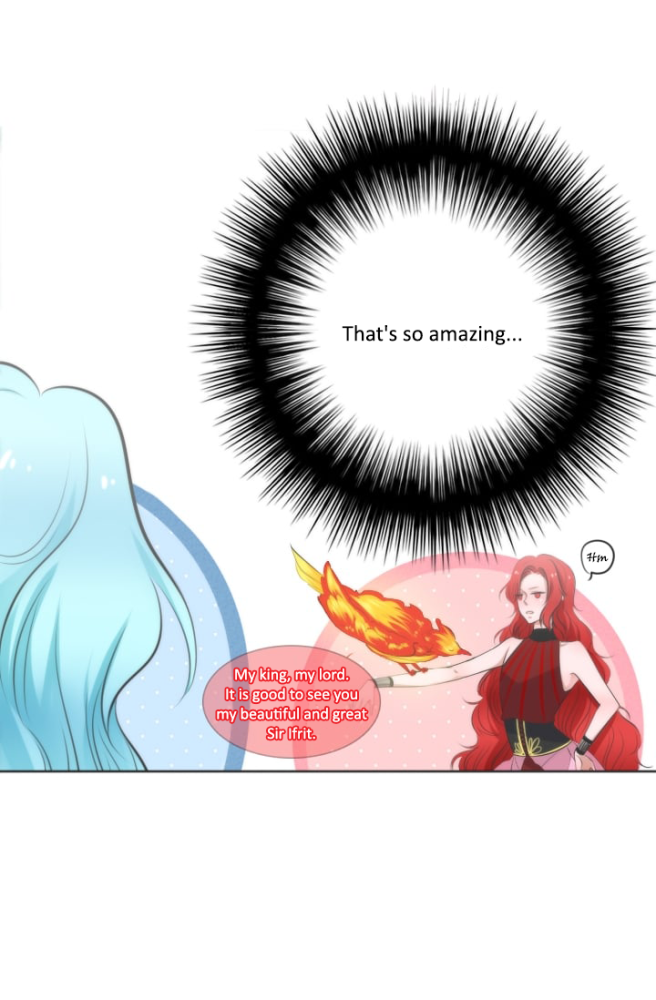 That's so amazing...
Hm
My king, my lord.
It is good to see you
my beautiful and great
Sir Ifrit.